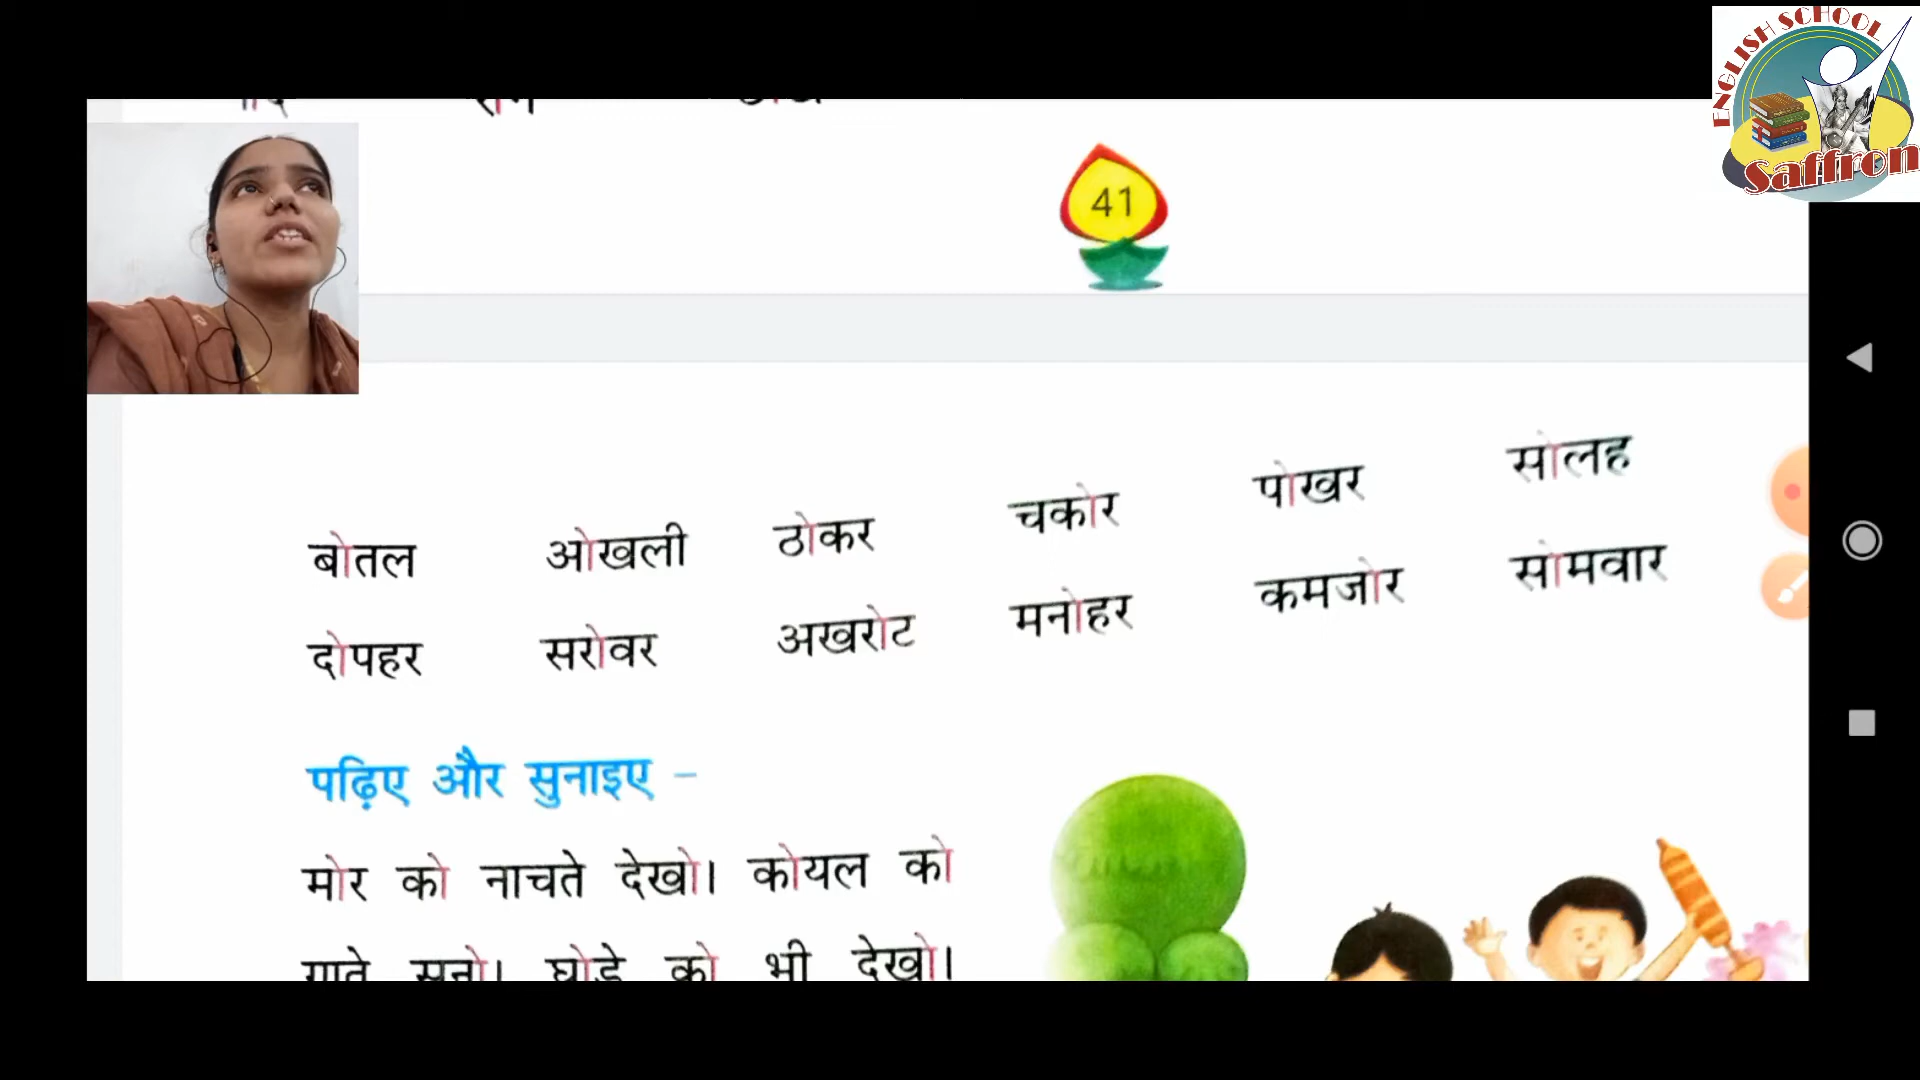 ENGLISH SCHOOL
Saffron
41
बोतल ओखली ठोकर चकोर पोखर सोलह
दोपहर सरोवर अखरोट मनोहर कमजोर सोमवार
पढ़िए और सुनाइए –
मोर को नाचते देखो। कोयल को
गाते सुनो। घोड़े को भी देखो।